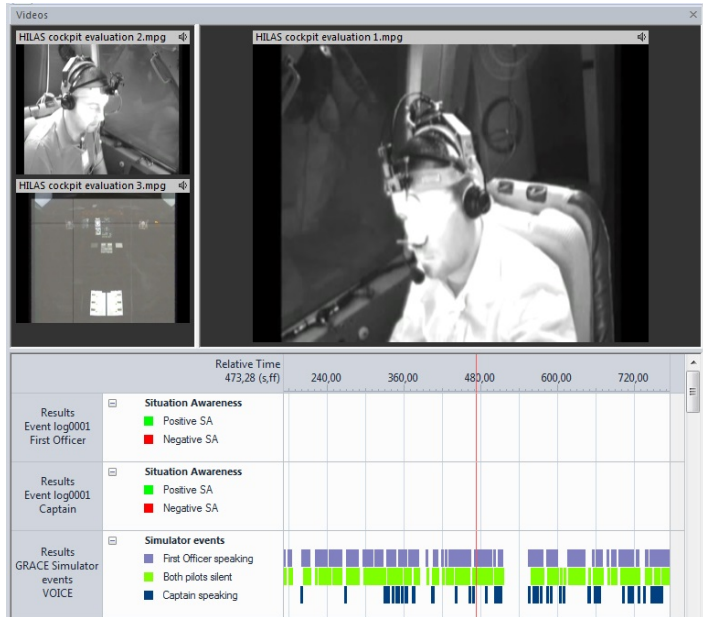 Videos
HILAS cockpit evaluation 2.mpg
HILAS cockpit evaluation 1.mpg
HILAS cockpit evaluation 3.mpg
Relative Time
473,28 (s,ff)
240,00 360,00 480,00 600,00 720,00
Results
Event log0001
First Officer
Situation Awareness
Positive SA
Negative SA
Results
Event log0001
Captain
Situation Awareness
Positive SA
Negative SA
Results
GRACE Simulator
events
VOICE
Simulator events
First Officer speaking
Both pilots silent
Captain speaking